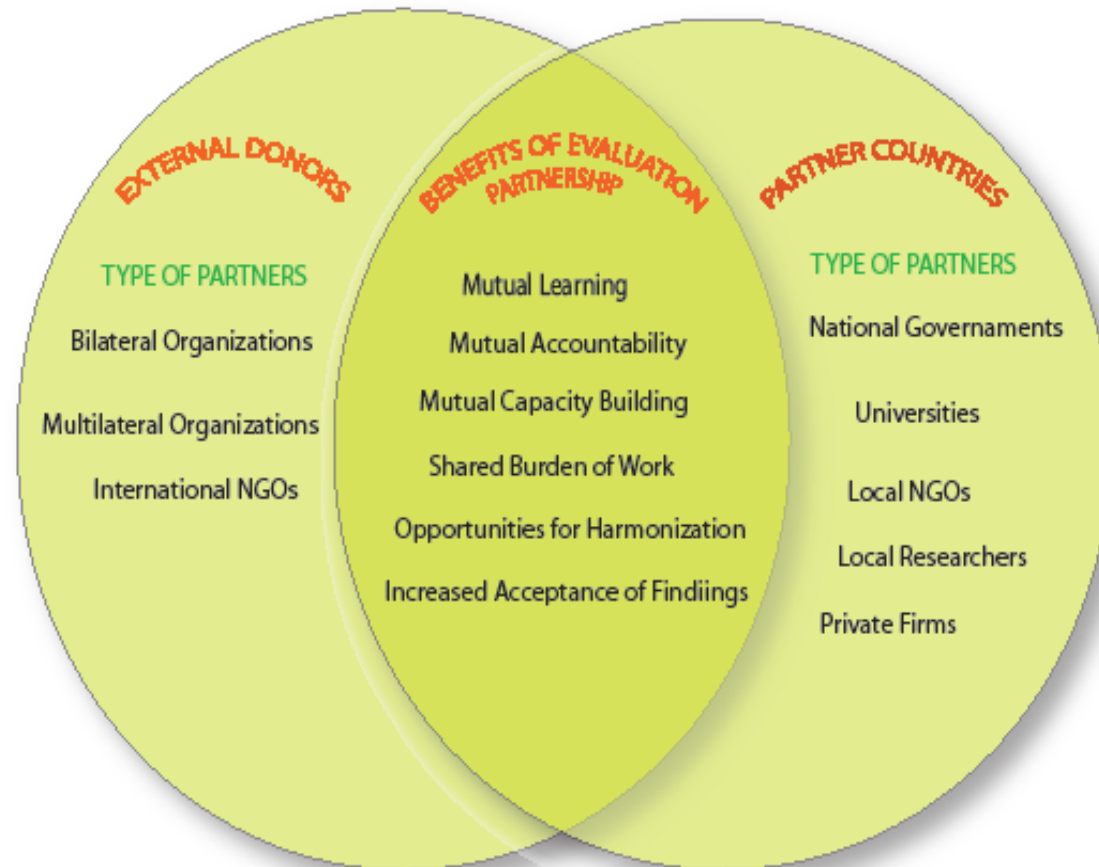 EXTERNAL DONORS
TYPE OF PARTNERS
Bilateral Organizations
Multilateral Organizations
International NGOs
BENEFITS OF EVALUATION
PARTNERSHIP
Mutual Learning
Mutual Accountability
Mutual Capacity Building
Shared Burden of Work
Opportunities for Harmonization
Increased Acceptance of Findiings
PARTNER COUNTRIES
TYPE OF PARTNERS
National Governaments
Universities
Local NGOs
Local Researchers
Private Firms